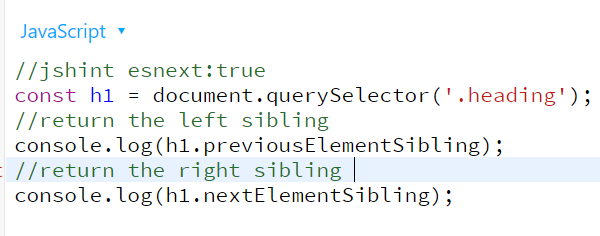 JavaScript
//jshint esnext:true
const h1 = document.querySelector('.heading');
//return the left sibling
console.log(h1.previousElementSibling);
//return the right sibling
console.log(h1.nextElementSibling);